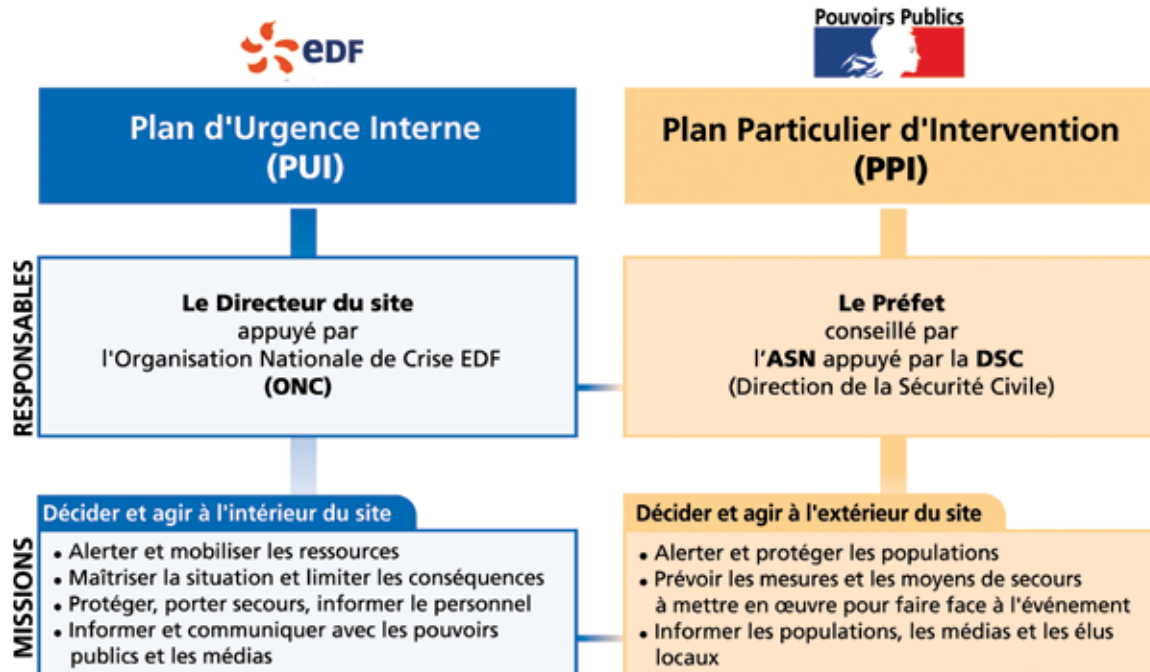 edF
Pouvoirs Publics
Plan d'Urgence Interne
(PUI)
Plan Particulier d'Intervention
(PPI)
RESPONSABLES
Le Directeur du site
appuyé par
l'Organisation Nationale de Crise EDF
(ONC)
Le Préfet
conseillé par
l'ASN appuyé par la DSC
(Direction de la Sécurité Civile)
MISSIONS
Décider et agir à l'intérieur du site
• Alerter et mobiliser les ressources
• Maîtriser la situation et limiter les conséquences
• Protéger, porter secours, informer le personnel
• Informer et communiquer avec les pouvoirs
publics et les médias
Décider et agir à l'extérieur du site
• Alerter et protéger les populations
• Prévoir les mesures et les moyens de secours
à mettre en œuvre pour faire face à l'événement
• Informer les populations, les médias et les élus
locaux